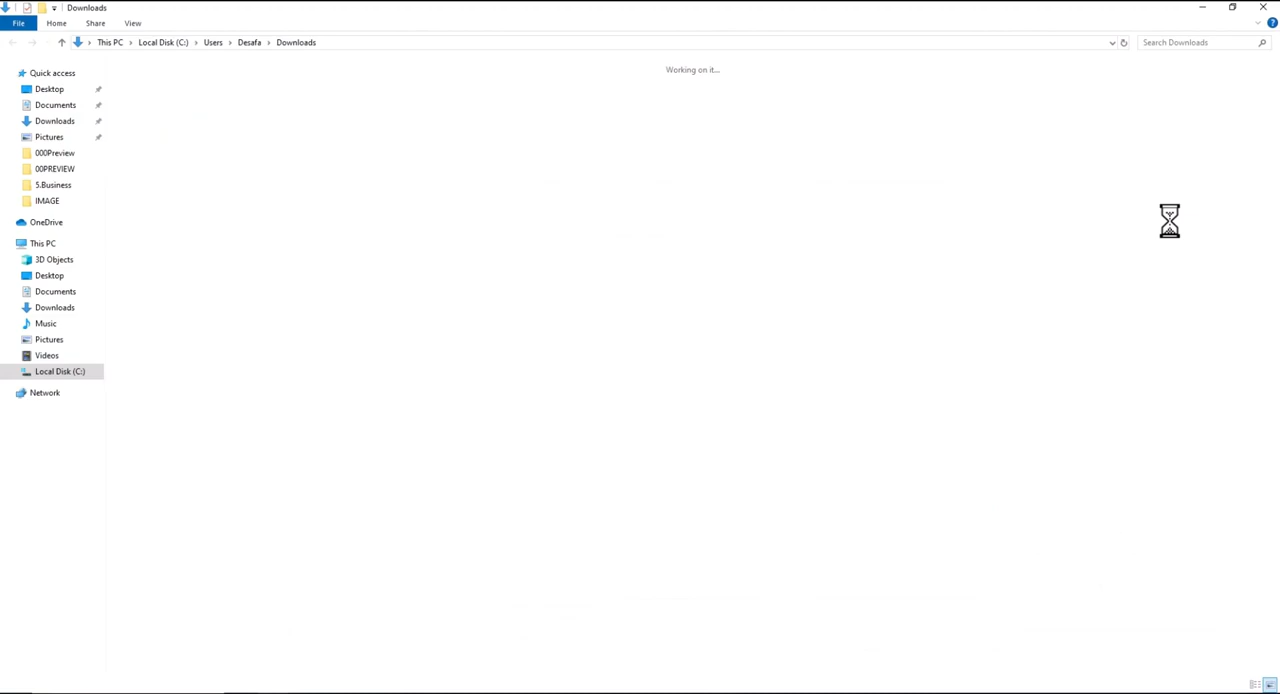 Downloads
File Home Share View
This PC > Local Disk (C:) > Users > Desafa > Downloads
Search Downloads
Working on it...
Quick access
Desktop
Documents
Downloads
Pictures
000Preview
00PREVIEW
5.Business
IMAGE
OneDrive
This PC
3D Objects
Desktop
Documents
Downloads
Music
Pictures
Videos
Local Disk (C:)
Network